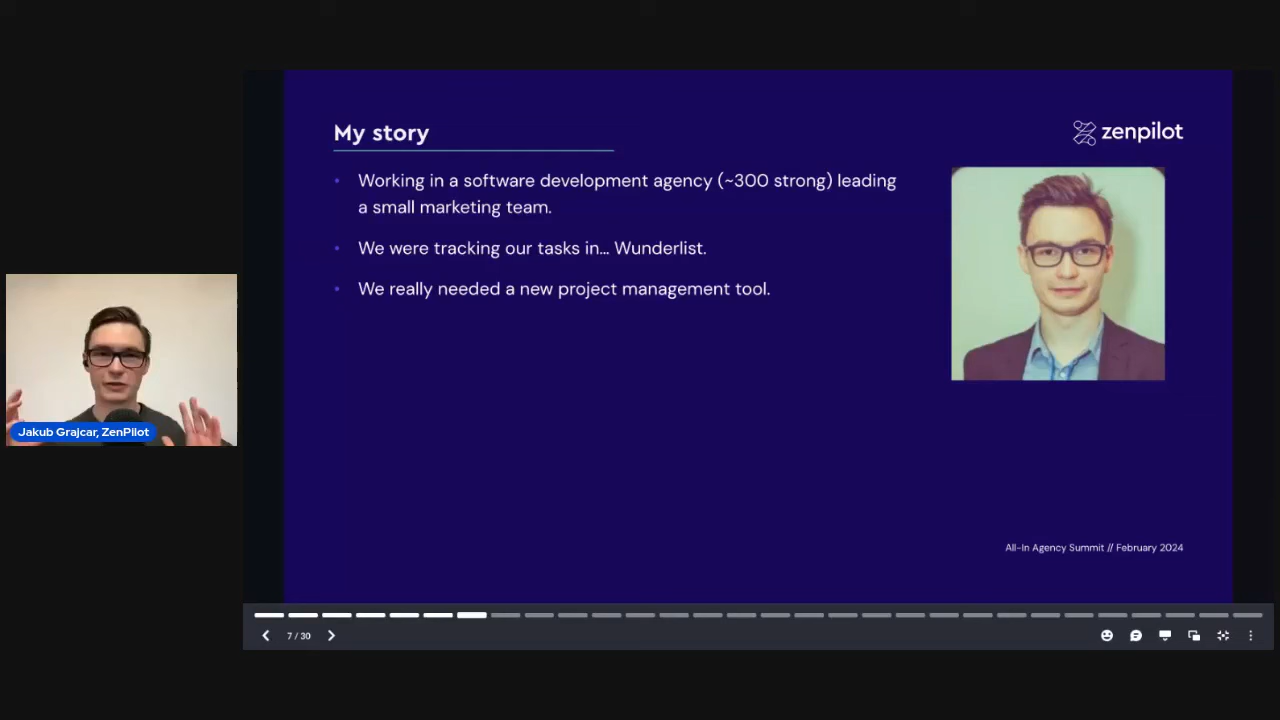 My story
zenpilot
• Working in a software development agency (~300 strong) leading
a small marketing team.
• We were tracking our tasks in... Wunderlist.
• We really needed a new project management tool.
Jakub Grajcar, ZenPilot
All-In Agency Summit // February 2024
7 / 30